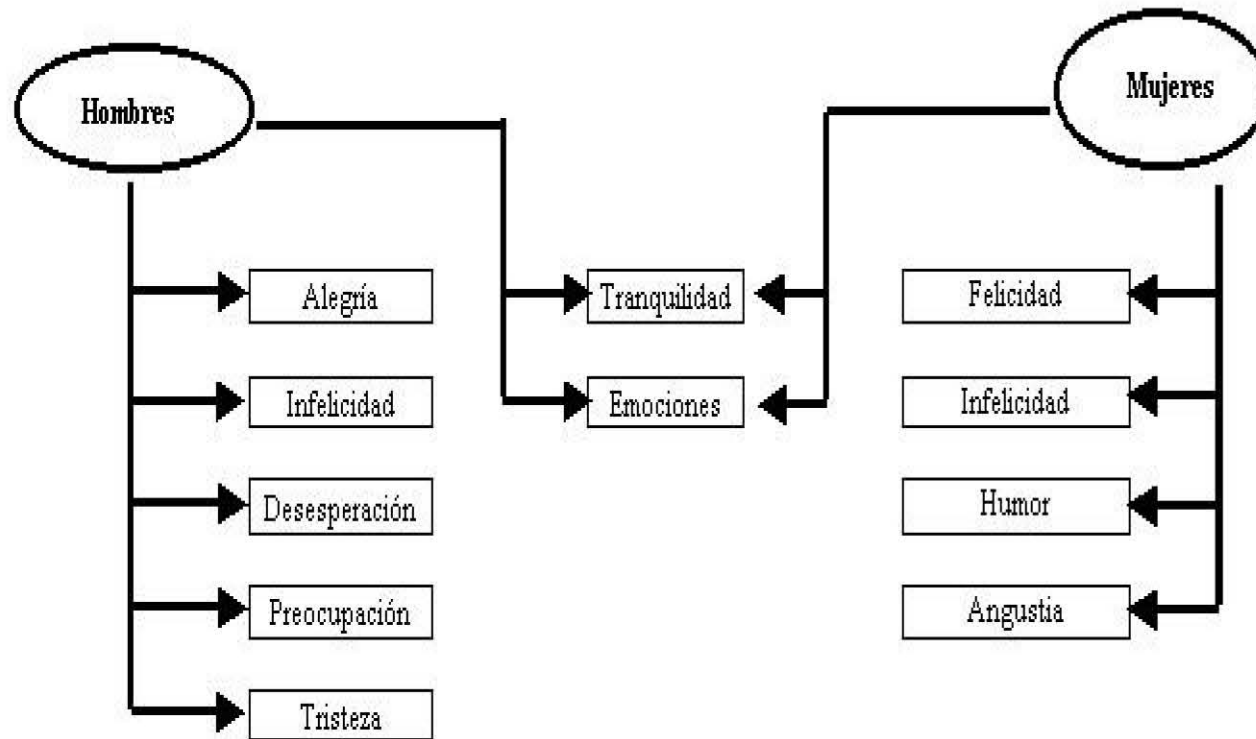 Hombres
Mujeres
Alegría
Tranquilidad
Felicidad
Infelicidad
Emociones
Infelicidad
Desesperación
Humor
Preocupación
Angustia
Tristeza